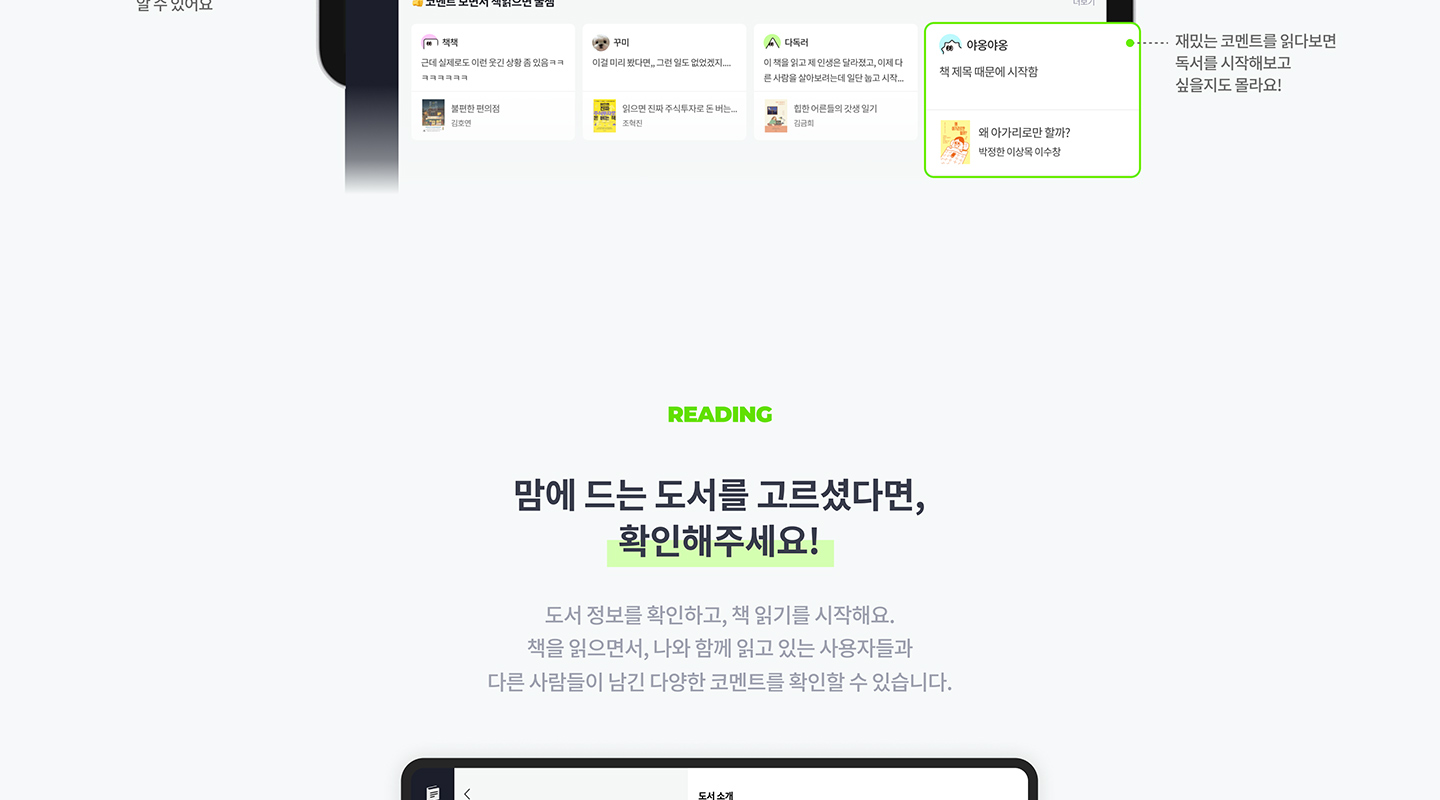 알 수 있어요
👍 코멘트 보면서 책읽으면 꿀잼
더보기
책책
근데 실제로도 이런 웃긴 상황 좀 있음ㅋㅋ
ㅋㅋㅋㅋㅋㅋ
불편한 편의점
김호연
꾸미
이걸 미리 봤다면,, 그런 일도 없었겠지....
읽으면 진짜 주식투자로 돈 버는...
조혁진
다독러
이 책을 읽고 제 인생은 달라졌고, 이제 다
른 사람을 살아보려는데 일단 눕고 시작...
힙한 어른들의 갓생 일기
김금희
야옹야옹
책 제목 때문에 시작함
왜 아가리로만 할까?
박정한 이상목 이수창
재밌는 코멘트를 읽다보면
독서를 시작해보고
싶을지도 몰라요!
READING
맘에 드는 도서를 고르셨다면,
확인해주세요!
도서 정보를 확인하고, 책 읽기를 시작해요.
책을 읽으면서, 나와 함께 읽고 있는 사용자들과
다른 사람들이 남긴 다양한 코멘트를 확인할 수 있습니다.
도서 소개